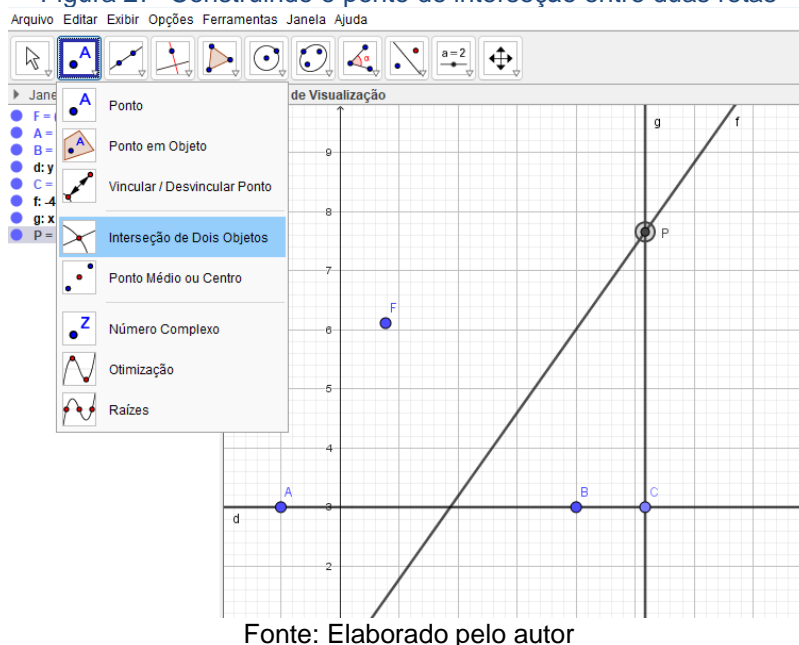 Figura 27- Construindo o ponto de interseção entre duas retas
Arquivo Editar Exibir Opções Ferramentas Janela Ajuda
A
α
a=2
Jane
de Visualização
F =
A =
B =
d: y
C =
f: -4
g: x
P =
A Ponto
A Ponto em Objeto
Vincular / Desvincular Ponto
Interseção de Dois Objetos
Ponto Médio ou Centro
Z Número Complexo
Otimização
Raízes
g
f
9
8
P
7
F
6
5
4
A
B
C
3
d
2
Fonte: Elaborado pelo autor